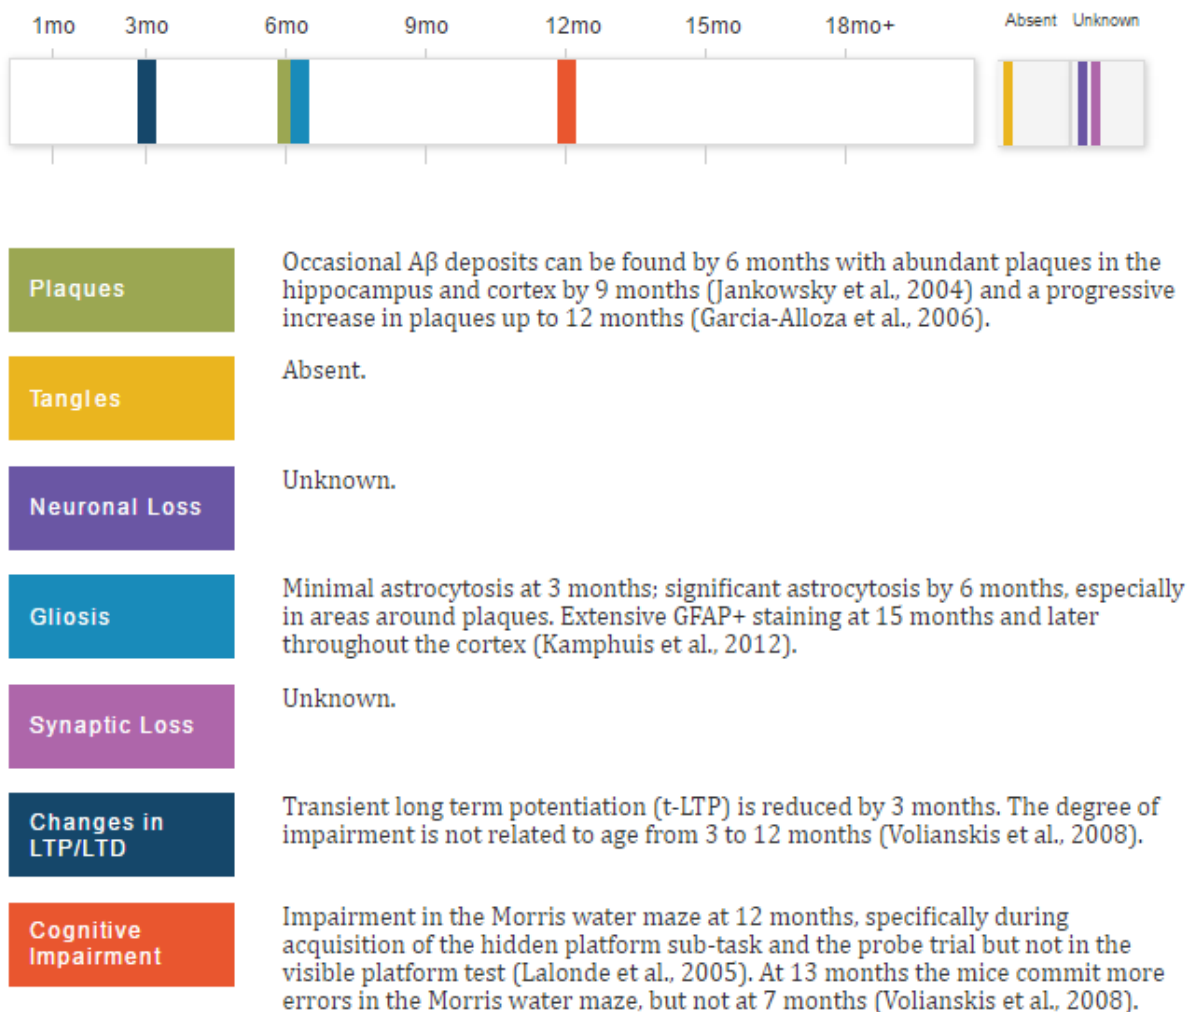 1mo 3mo 6mo 9mo 12mo 15mo 18mo+ Absent Unknown
Plaques
Occasional Aβ deposits can be found by 6 months with abundant plaques in the
hippocampus and cortex by 9 months (Jankowsky et al., 2004) and a progressive
increase in plaques up to 12 months (Garcia-Alloza et al., 2006).
Tangles
Absent.
Neuronal Loss
Unknown.
Gliosis
Minimal astrocytosis at 3 months; significant astrocytosis by 6 months, especially
in areas around plaques. Extensive GFAP+ staining at 15 months and later
throughout the cortex (Kamphuis et al., 2012).
Synaptic Loss
Unknown.
Changes in
LTP/LTD
Transient long term potentiation (t-LTP) is reduced by 3 months. The degree of
impairment is not related to age from 3 to 12 months (Volianskis et al., 2008).
Cognitive
Impairment
Impairment in the Morris water maze at 12 months, specifically during
acquisition of the hidden platform sub-task and the probe trial but not in the
visible platform test (Lalonde et al., 2005). At 13 months the mice commit more
errors in the Morris water maze, but not at 7 months (Volianskis et al., 2008).